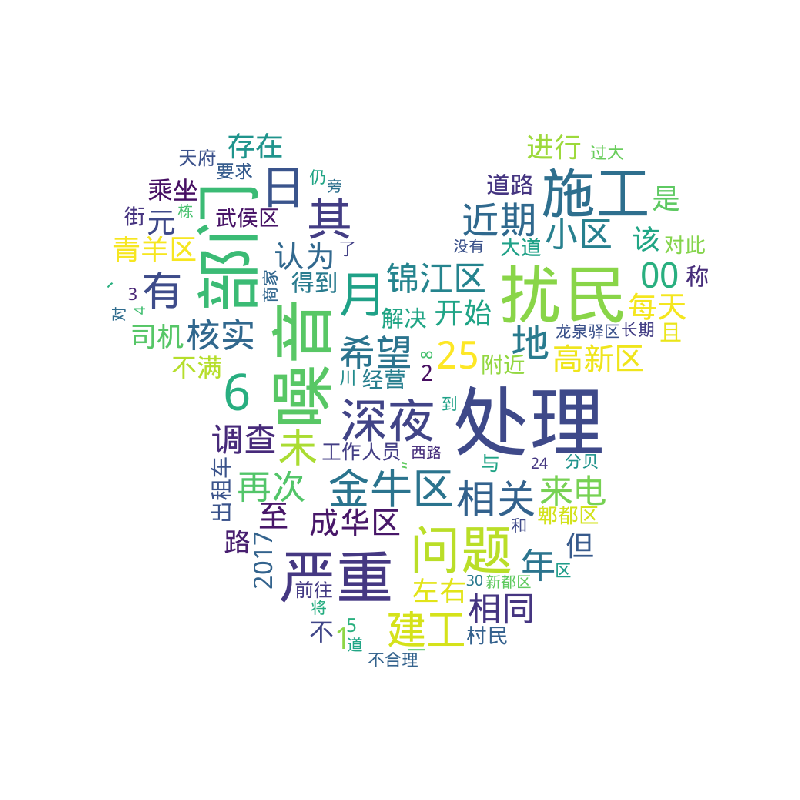 存在
进行
过大
天府
要求
仍
旁
道路
施工
乘坐
部门
日
其
近期
小区
是
街
元
栋
武侯区
了
没有
大道
该
对此
青羊区
有
商家
认为
得到
月
锦江区
扰民
00
称
、
3
4
对
司机
核实
不满
噪音
希望
解决
开始
25
∞
2
附近
地
高新区
每天
龙泉驿区
长期
且
6
川
经营
深夜
到
处理
调查
未
工作人员
西路
与
24
分贝
出租车
再次
金牛区
相关
来电
郫都区
路
至
成华区
问题
和
年
但
2017
严重
前往
将
左右
30
新都区
区
不
1
5
道
建工
相同
村民
不合理